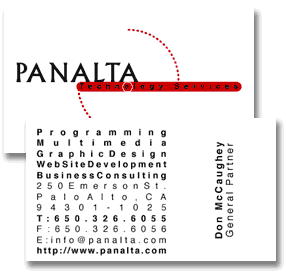 PANALTA
Technology Services
Programming
Multimedia
GraphicDesign
WebSiteDevelopment
BusinessConsulting
250EmersonSt.
PaloAlto,CA
94301-1025
T:650.326.6055
F:650.326.6056
E:info@panalta.com
http://www.panalta.com
Don McCaughey
General Partner